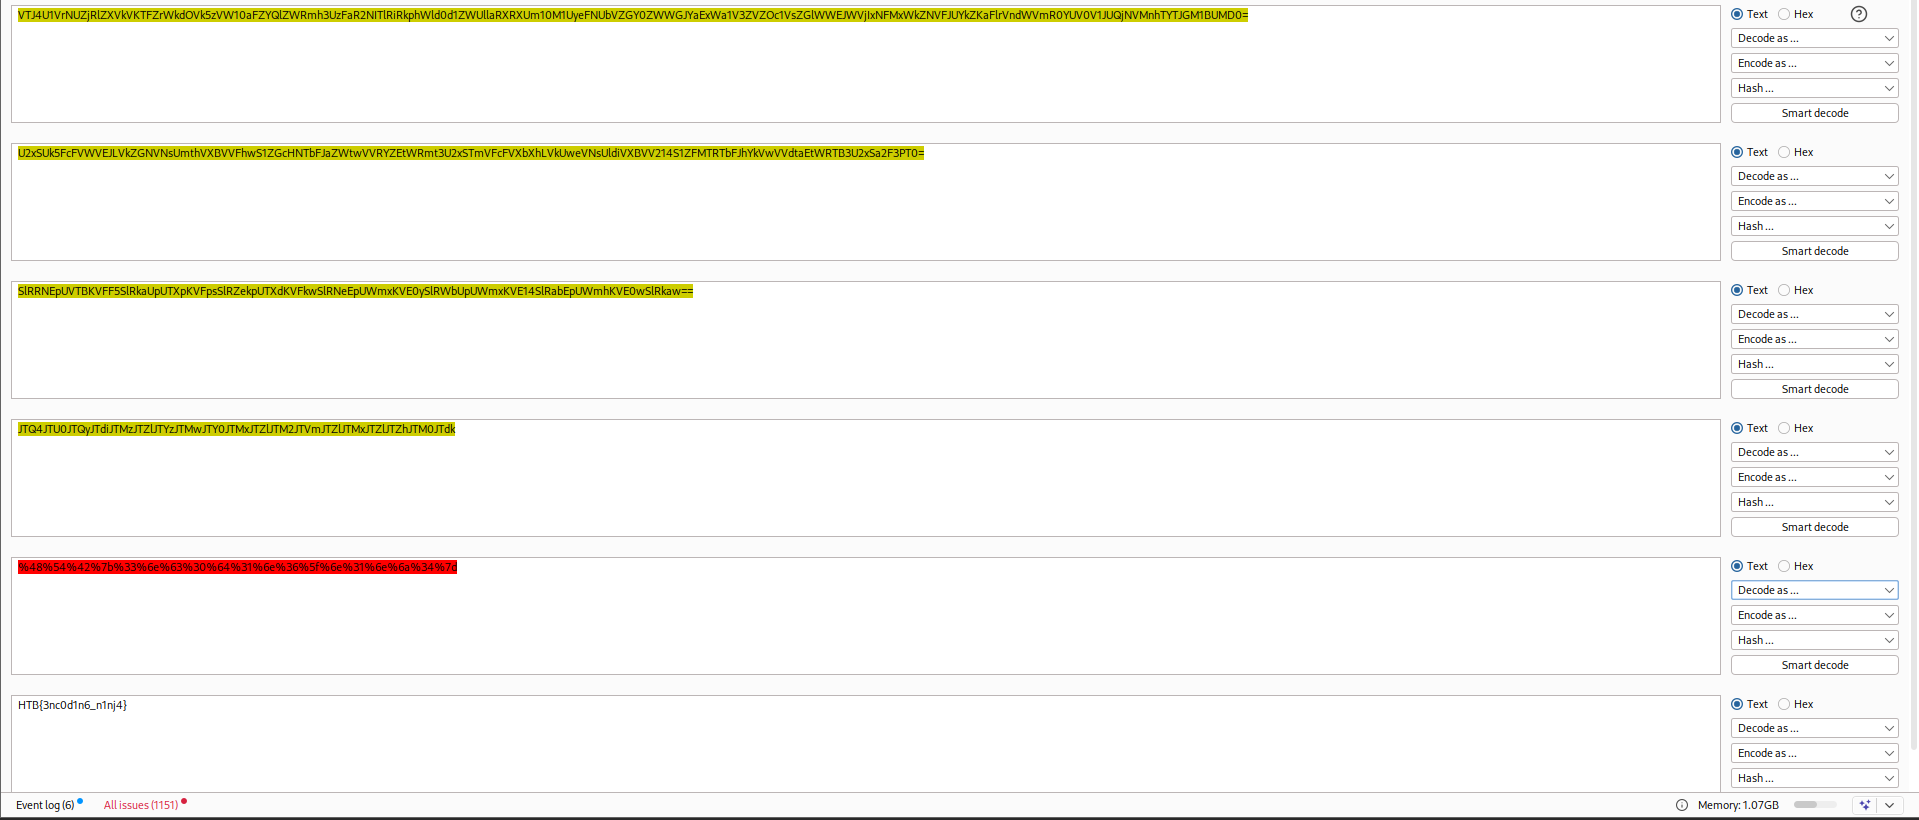 VTJ4U1VrNUZjRlZXVkVKTFZrWkdOVk5zVW10aFZYQlZWRmh3UzFaR2NITlRiRkphWld0d1ZWUllaRXRXUm10M1UyeFNUbVZGY0ZWWGJYaExWa1V3ZVZOc1VsZGlWWEJWVjIxNFMxWkZNVFJUYkZKaFlrVndWVmR0YUV0V1JUQjNVMnhTYTJGM1BUMD0=
Text Hex
Decode as ...
Encode as ...
Hash ...
Smart decode
U2xSUk5FcFVWVEJLVkZGNVNsUmthVXBVVFhwS1ZGcHNTbFJaZWtwVVRYZEtWRmt3U2xSTmVFcFVXbXhLVkUweVNsUldiVXBVV214S1ZFMTRTbFJhYkVwVVdtaEtWRTB3U2xSa2F3PT0=
Text Hex
Decode as ...
Encode as ...
Hash ...
Smart decode
SlRRNEpUVTBKVFF5SlRkaUpUTXpKVFpsSlRZekpUTXdKVFkwSlRNeEpUWmxKVE0ySlRWbUpUWmxKVE14SlRabEpUWmhKVE0wSlRkaw==
Text Hex
Decode as ...
Encode as ...
Hash ...
Smart decode
JTQ4JTU0JTQyJTdiJTMzJTZlJTYzJTMwJTY0JTMxJTZlJTM2JTVmJTZlJTMxJTZlJTZhJTM0JTdk
Text Hex
Decode as ...
Encode as ...
Hash ...
Smart decode
%48%54%42%7b%33%6e%63%30%64%31%6e%36%5f%6e%31%6e%6a%34%7d
Text Hex
Decode as ...
Encode as ...
Hash ...
Smart decode
HTB{3nc0d1n6_n1nj4}
Text Hex
Decode as ...
Encode as ...
Hash ...
Event log (6) All issues (1151) Memory: 1.07GB